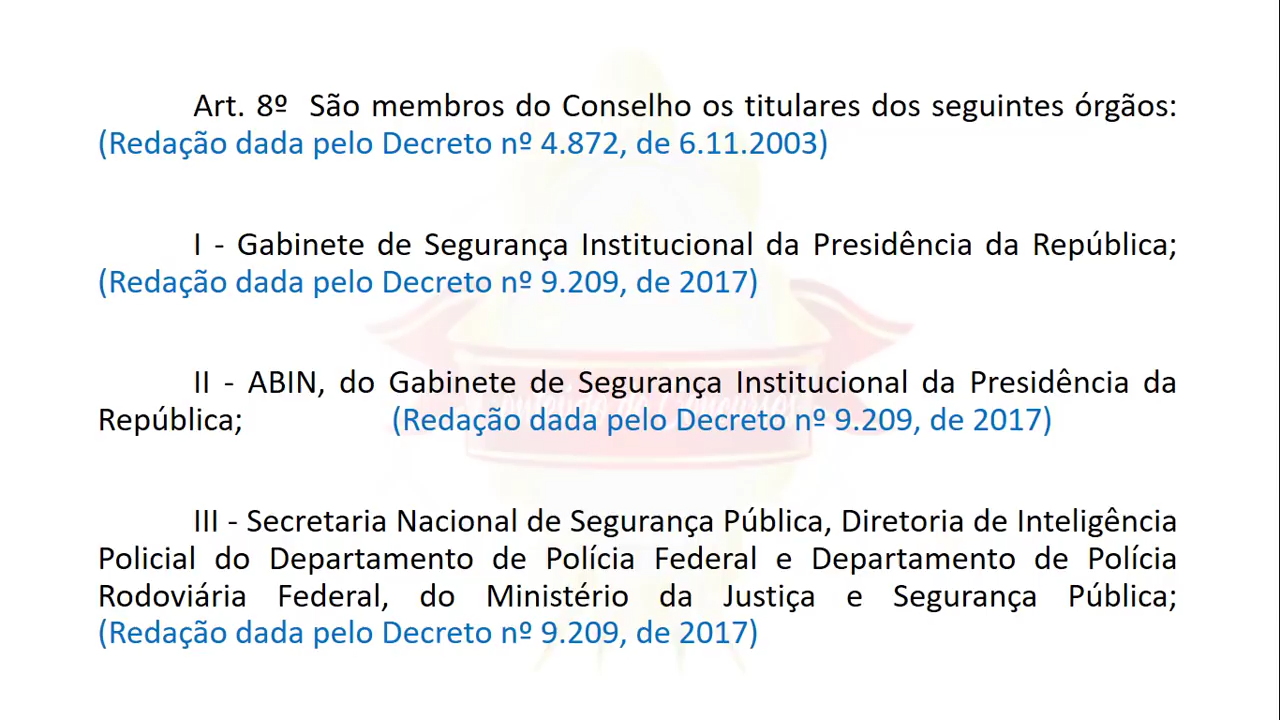 Art. 8º São membros do Conselho os titulares dos seguintes órgãos:
(Redação dada pelo Decreto nº 4.872, de 6.11.2003)
I - Gabinete de Segurança Institucional da Presidência da República;
(Redação dada pelo Decreto nº 9.209, de 2017)
II - ABIN, do Gabinete de Segurança Institucional da Presidência da
República; (Redação dada pelo Decreto nº 9.209, de 2017)
III - Secretaria Nacional de Segurança Pública, Diretoria de Inteligência
Policial do Departamento de Polícia Federal e Departamento de Polícia
Rodoviária Federal, do Ministério da Justiça e Segurança Pública;
(Redação dada pelo Decreto nº 9.209, de 2017)